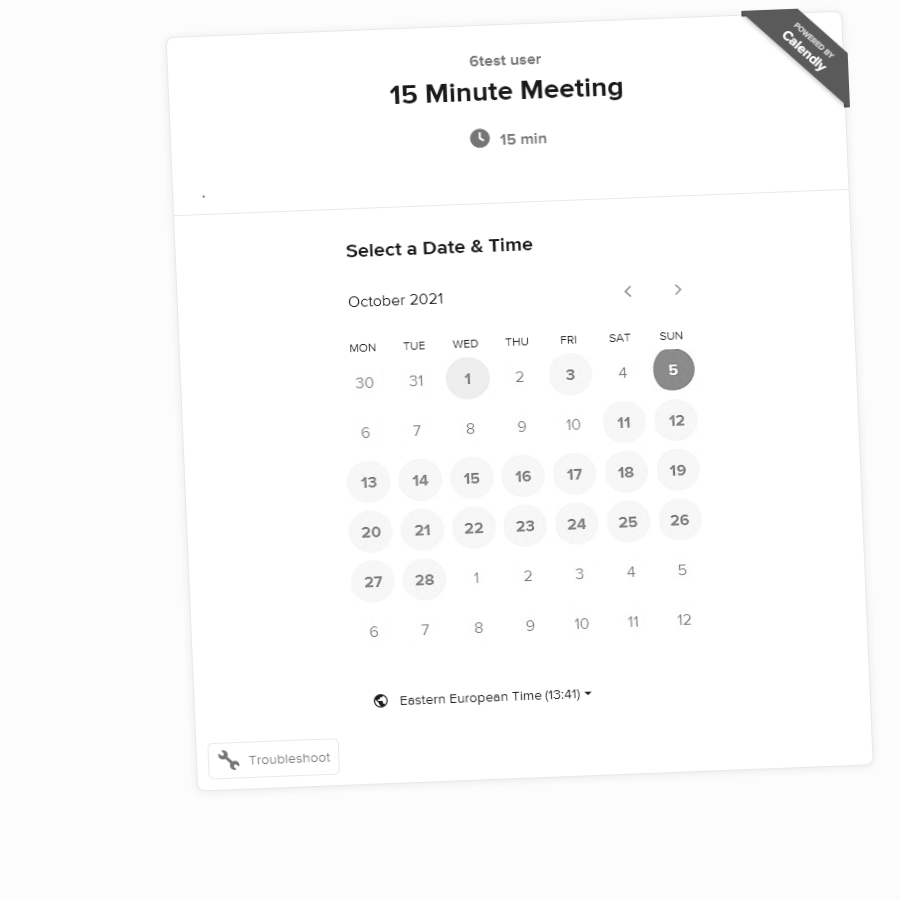 POWERED BY
Calendly
6test user
15 Minute Meeting
15 min
.
Select a Date & Time
October 2021
MON TUE WED THU FRI SAT SUN
30 31 1 2 3 4 5
6 7 8 9 10 11 12
13 14 15 16 17 18 19
20 21 22 23 24 25 26
27 28 1 2 3 4 5
6 7 8 9 10 11 12
Eastern European Time (13:41)
Troubleshoot